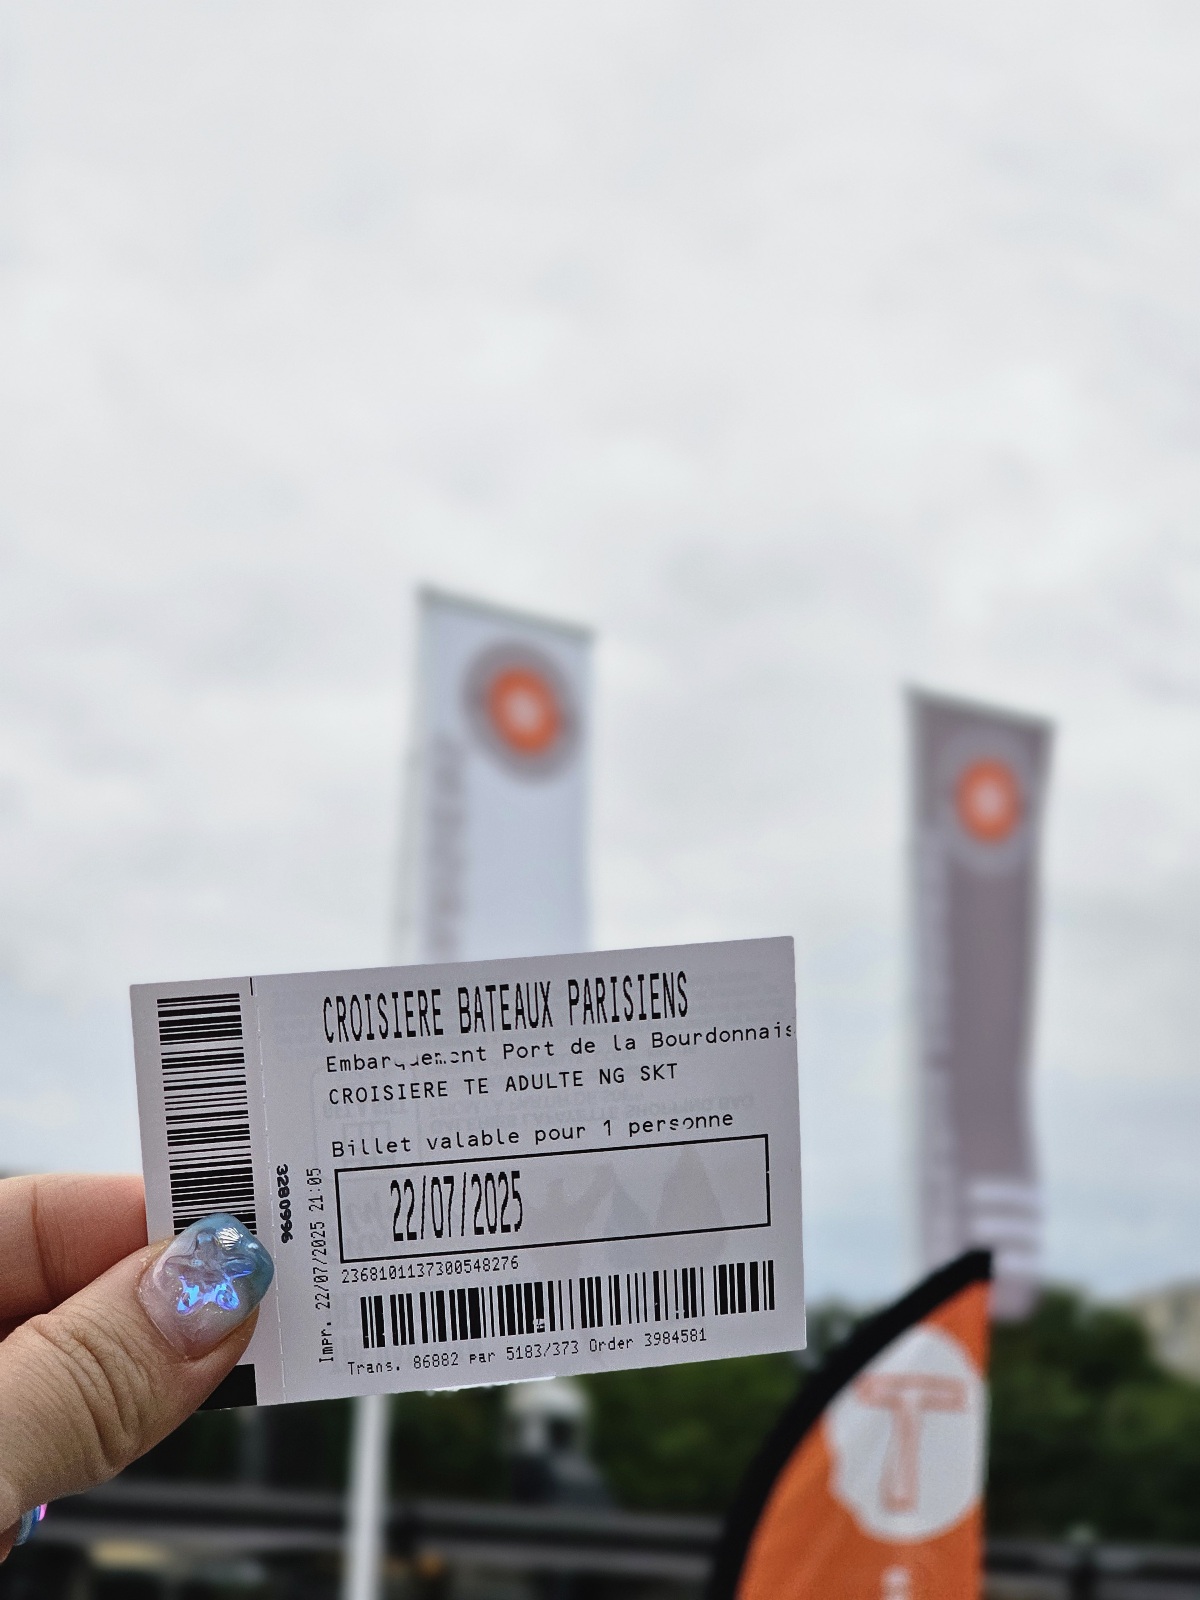 CROISIERE BATEAUX PARISIENS
Embarquement Port de la Bourdonnais
CROISIERE TE ADULTE NG SKT
Billet valable pour 1 personne
22/07/2025
2368101137300548276
Trans. 86882 par 5183/373 Order 3984581
Impr. 22/07/2025 21:05
3280996
T